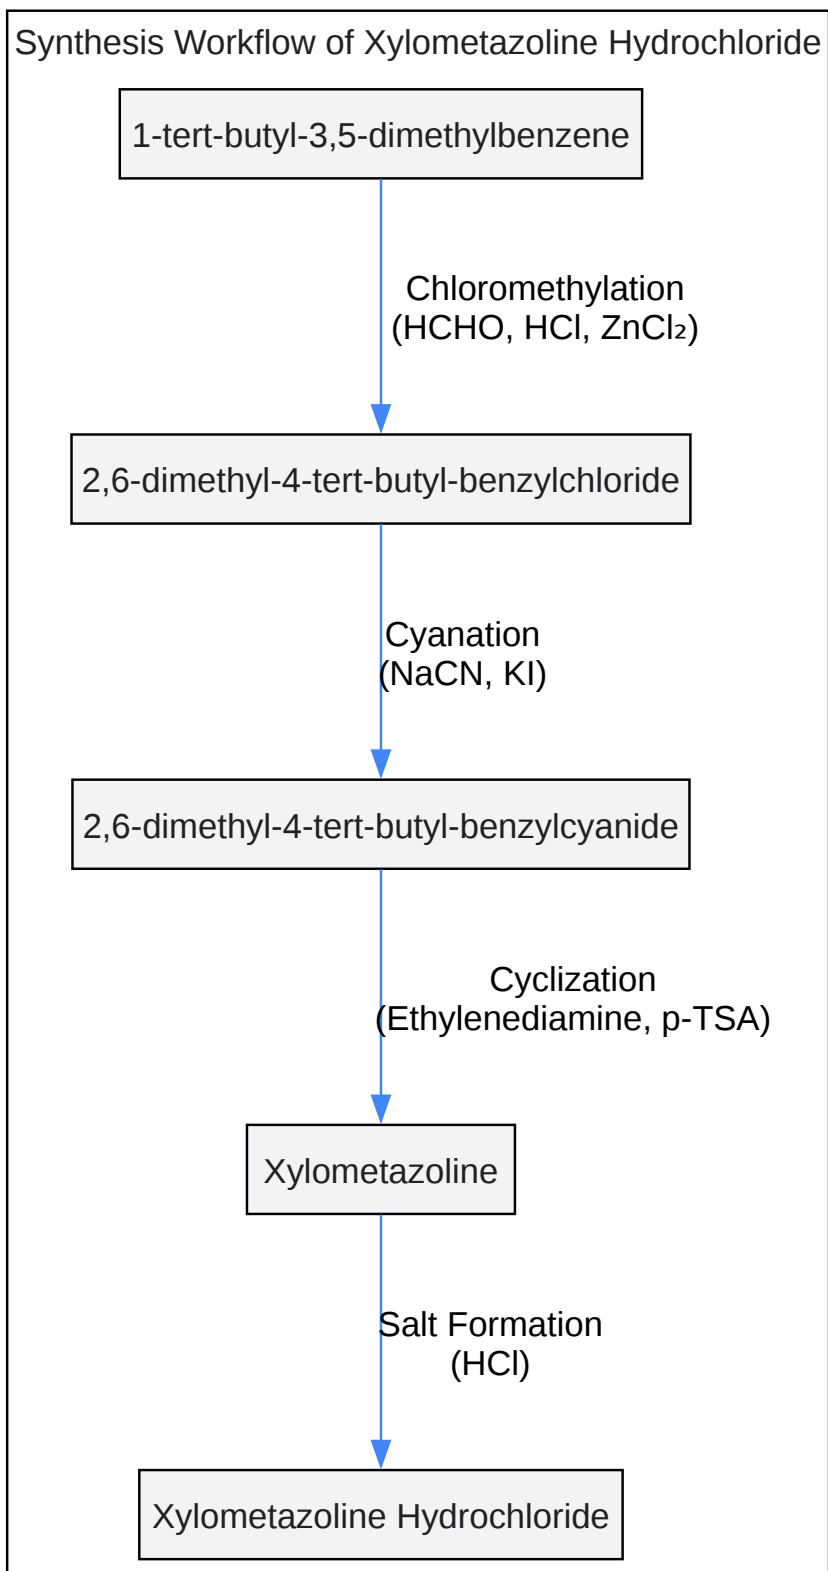 Synthesis Workflow of Xylometazoline Hydrochloride
1-tert-butyl-3,5-dimethylbenzene
Chloromethylation
(HCHO, HCl, ZnCl₂)
2,6-dimethyl-4-tert-butyl-benzylchloride
Cyanation
(NaCN, KI)
2,6-dimethyl-4-tert-butyl-benzylcyanide
Cyclization
(Ethylenediamine, p-TSA)
Xylometazoline
Salt Formation
(HCl)
Xylometazoline Hydrochloride